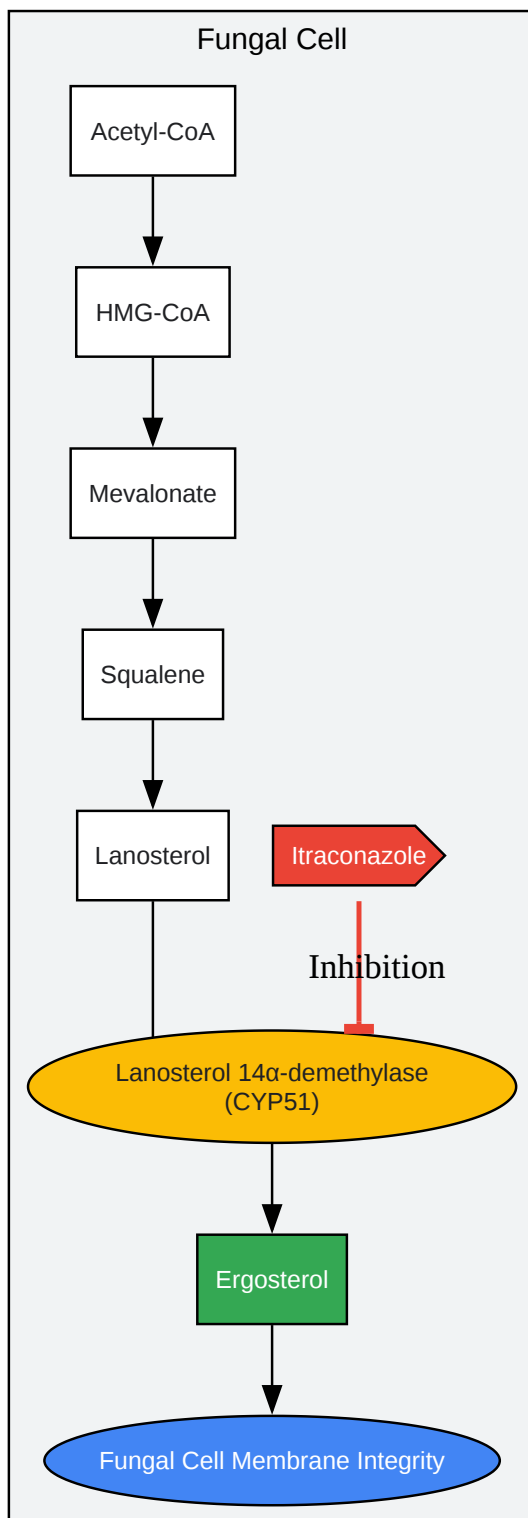 Fungal Cell
Acetyl-CoA
HMG-CoA
Mevalonate
Squalene
Lanosterol
Itraconazole
Inhibition
Lanosterol 14α-demethylase
(CYP51)
Ergosterol
Fungal Cell Membrane Integrity